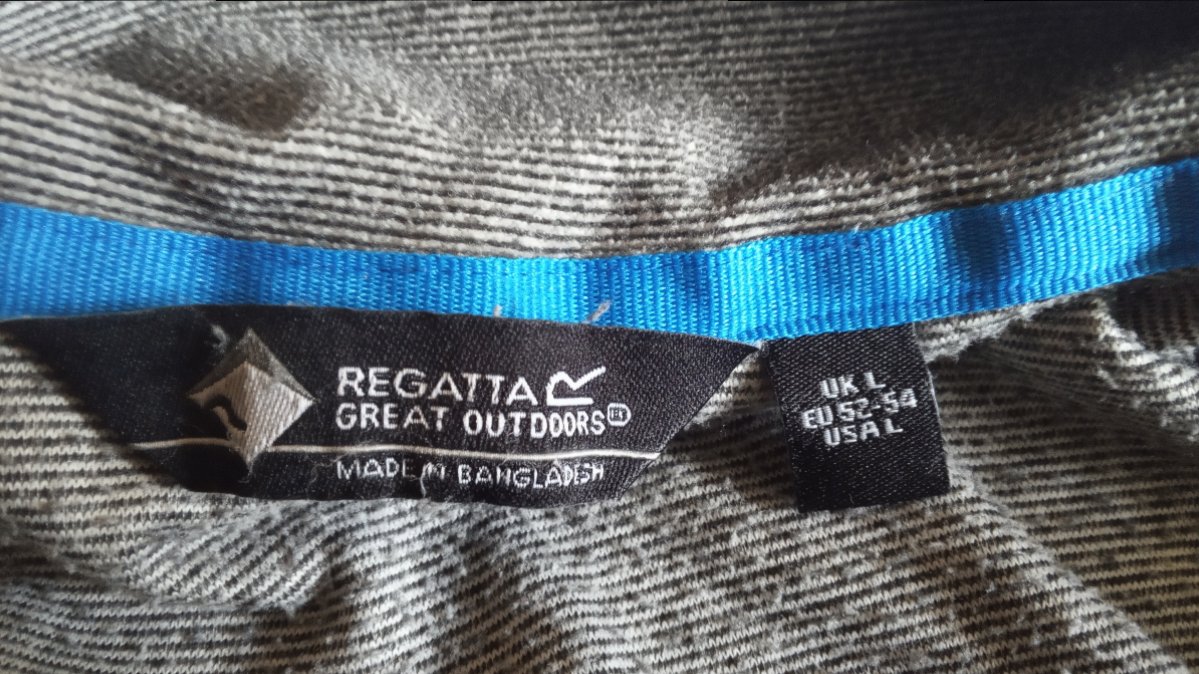 REGATTA R
GREAT OUTDOORS
MADE IN BANGLADESH
UK L
EU 52-54
USA L